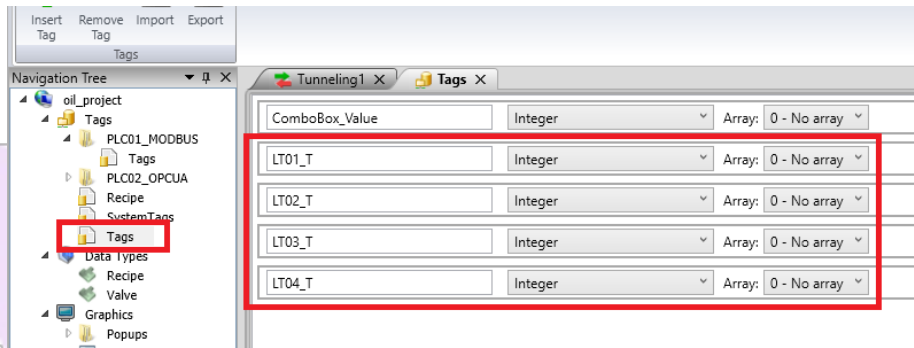 Insert Remove Import Export
Tag Tag
Tags
Navigation Tree
Tunneling1 Tags
oil_project
Tags
PLC01_MODBUS
Tags
PLC02_OPCUA
Recipe
SystemTags
Tags
Data Types
Recipe
Valve
Graphics
Popups
ComboBox_Value Integer Array: 0 - No array
LT01_T Integer Array: 0 - No array
LT02_T Integer Array: 0 - No array
LT03_T Integer Array: 0 - No array
LT04_T Integer Array: 0 - No array